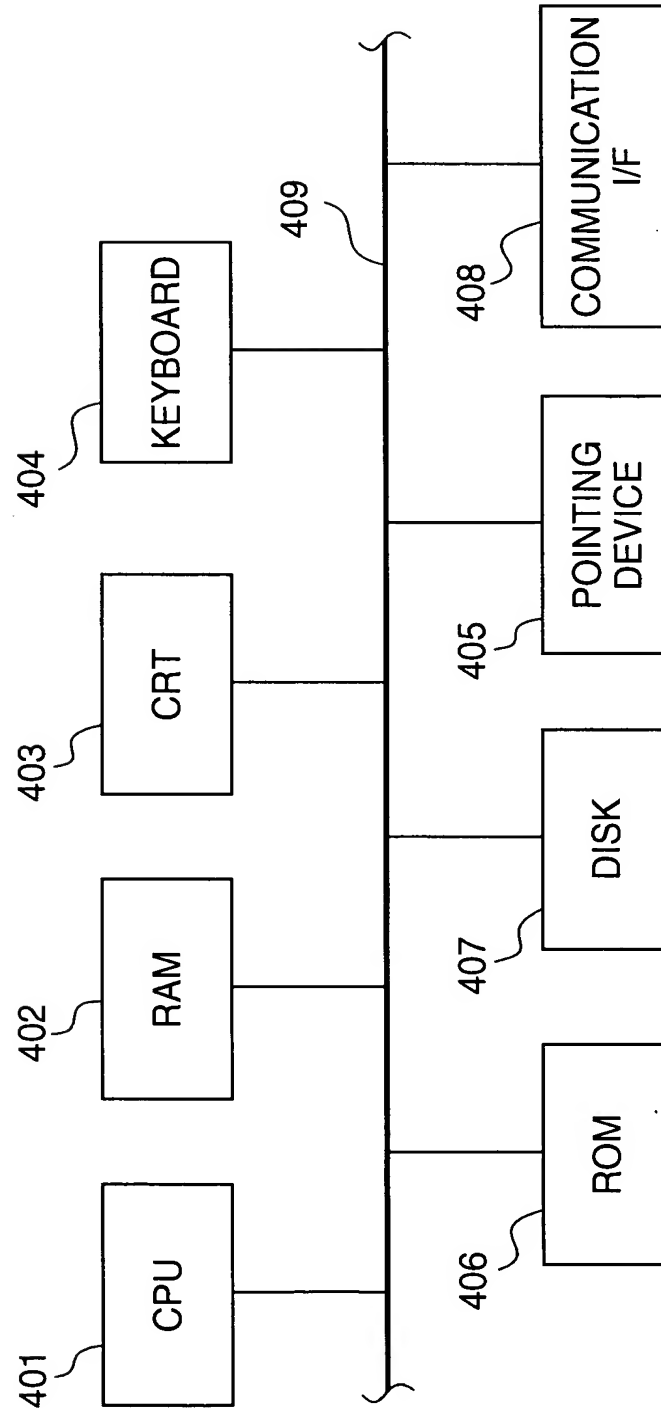 401
CPU
402
RAM
403
CRT
404
KEYBOARD
409
406
ROM
407
DISK
405
POINTING
DEVICE
408
COMMUNICATION
I/F